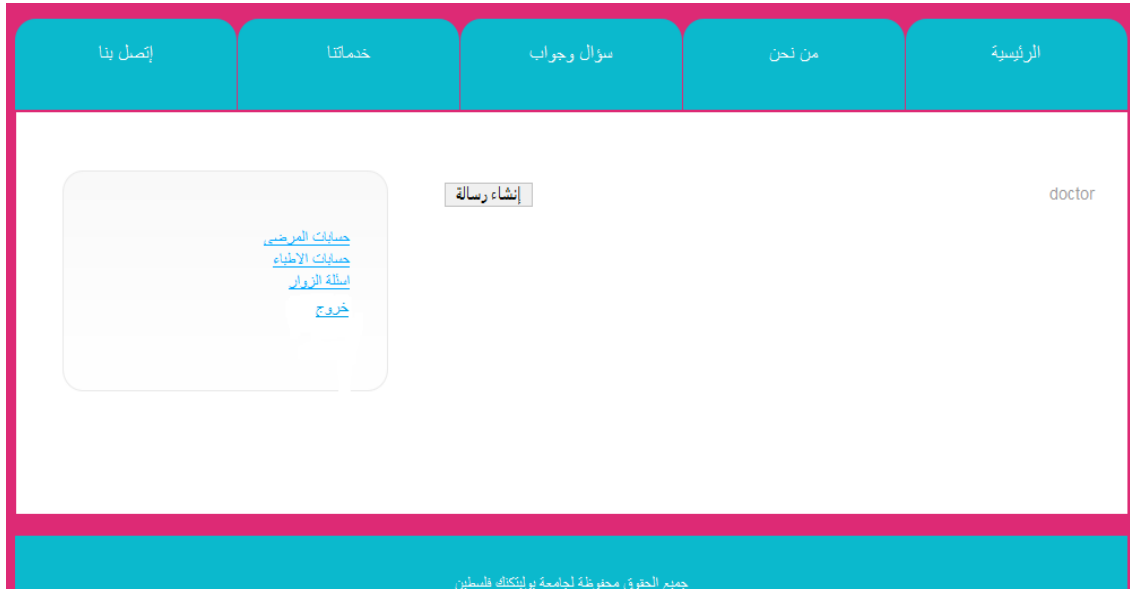 الرئيسية
من نحن
سؤال وجواب
خدماتنا
إتصل بنا
doctor
إنشاء رسالة
حسابات المرضى
حسابات الاطباء
اسئلة الزوار
خروج
جميع الحقوق محفوظة لجامعة بوليتكنك فلسطين